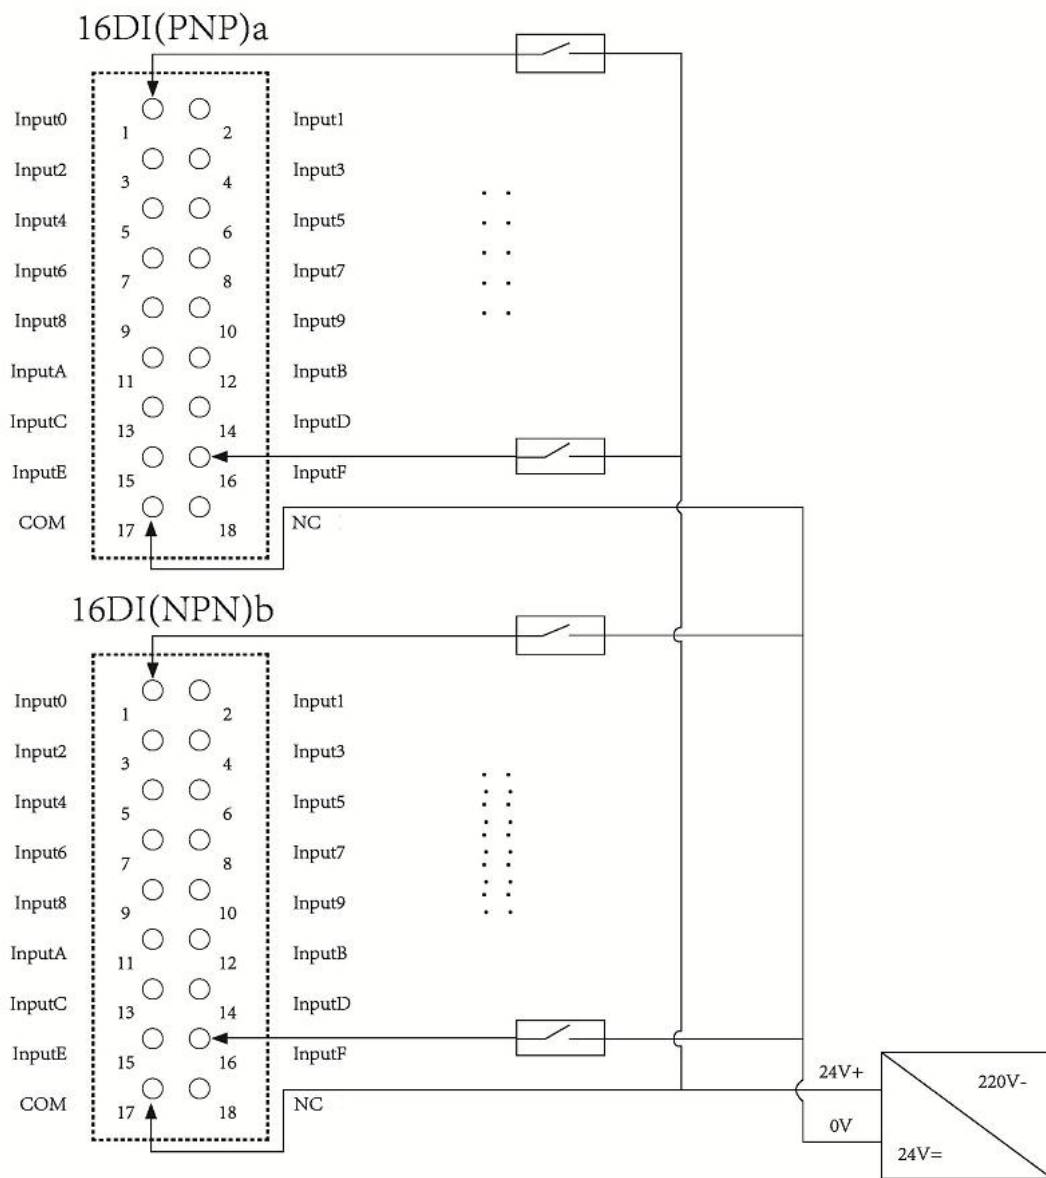 16DI(PNP)a
Input0 1 2 Input1
Input2 3 4 Input3
Input4 5 6 Input5
Input6 7 8 Input7
Input8 9 10 Input9
InputA 11 12 InputB
InputC 13 14 InputD
InputE 15 16 InputF
COM 17 18 NC
16DI(NPN)b
Input0 1 2 Input1
Input2 3 4 Input3
Input4 5 6 Input5
Input6 7 8 Input7
Input8 9 10 Input9
InputA 11 12 InputB
InputC 13 14 InputD
InputE 15 16 InputF
COM 17 18 NC
24V+
220V-
0V
24V=